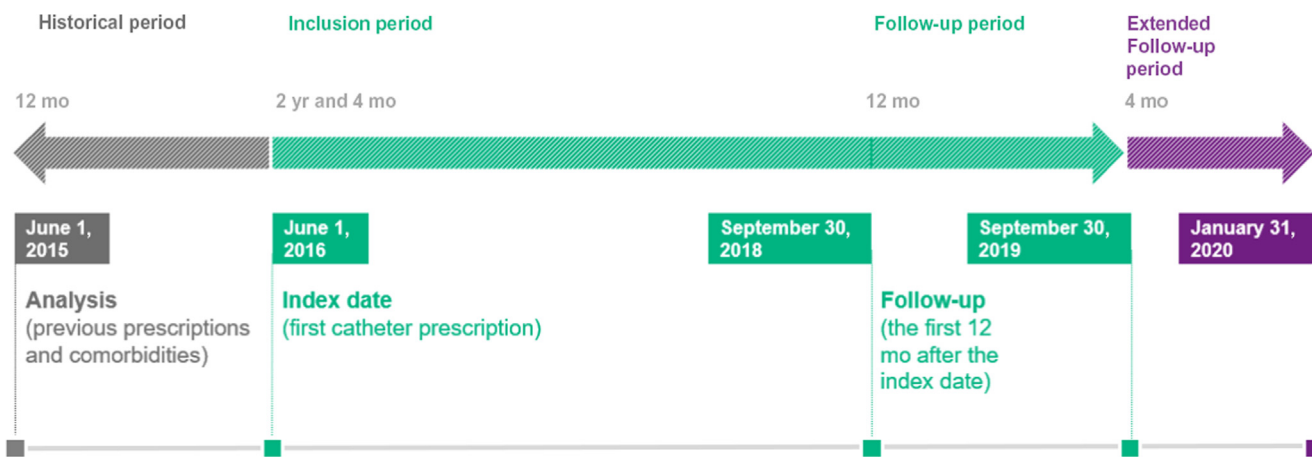 Historical period
Inclusion period
Follow-up period
Extended
Follow-up
period
12 mo
2 yr and 4 mo
12 mo
4 mo
June 1,
2015
June 1,
2016
September 30,
2018
September 30,
2019
January 31,
2020
Analysis
(previous prescriptions
and comorbidities)
Index date
(first catheter prescription)
Follow-up
(the first 12
mo after the
index date)